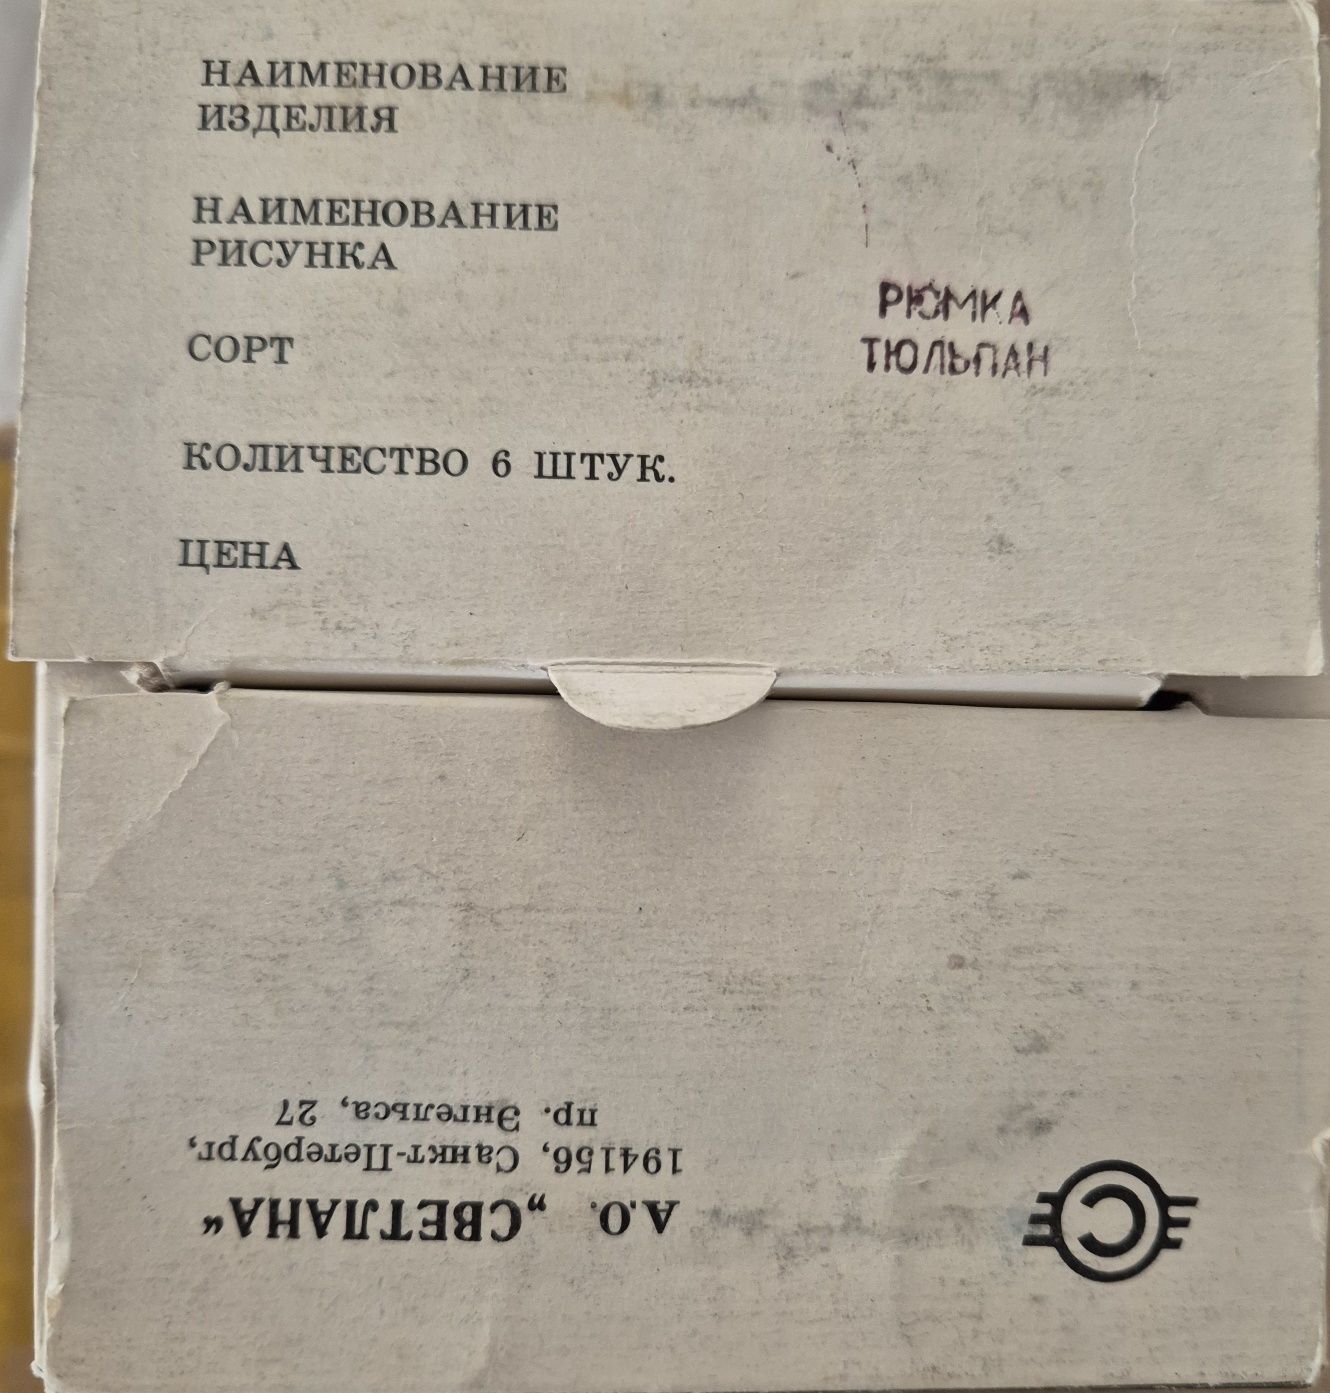 НАИМЕНОВАНИЕ
ИЗДЕЛИЯ
НАИМЕНОВАНИЕ
РИСУНКА
СОРТ
РЮМКА
ТЮЛЬПАН
КОЛИЧЕСТВО 6 ШТУК.
ЦЕНА
С
А.О. „СВЕТЛАНА“
194156, Санкт-Петербург,
пр. Энгельса, 27